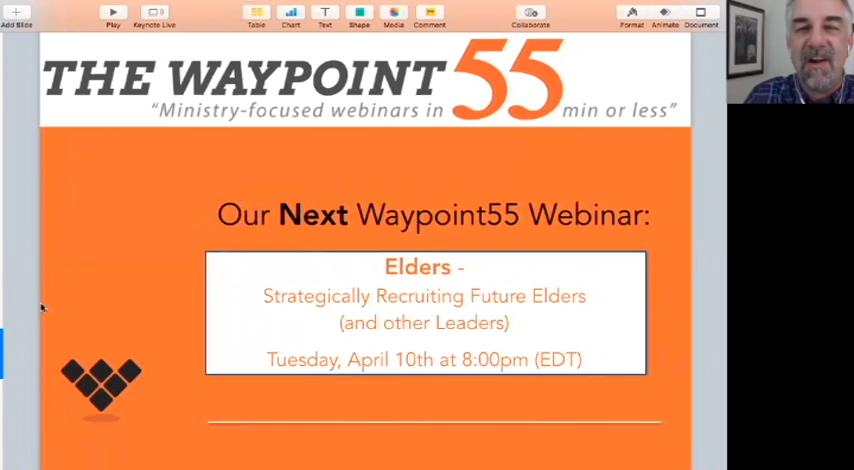 Add Slide
Play
Keynote Live
Table
Chart
Text
Shape
Media
Comment
Collaborate
Format
Animate
Document
THE WAYPOINT 55
"Ministry-focused webinars in 55 min or less"
Our Next Waypoint55 Webinar:
Elders -
Strategically Recruiting Future Elders
(and other Leaders)
Tuesday, April 10th at 8:00pm (EDT)